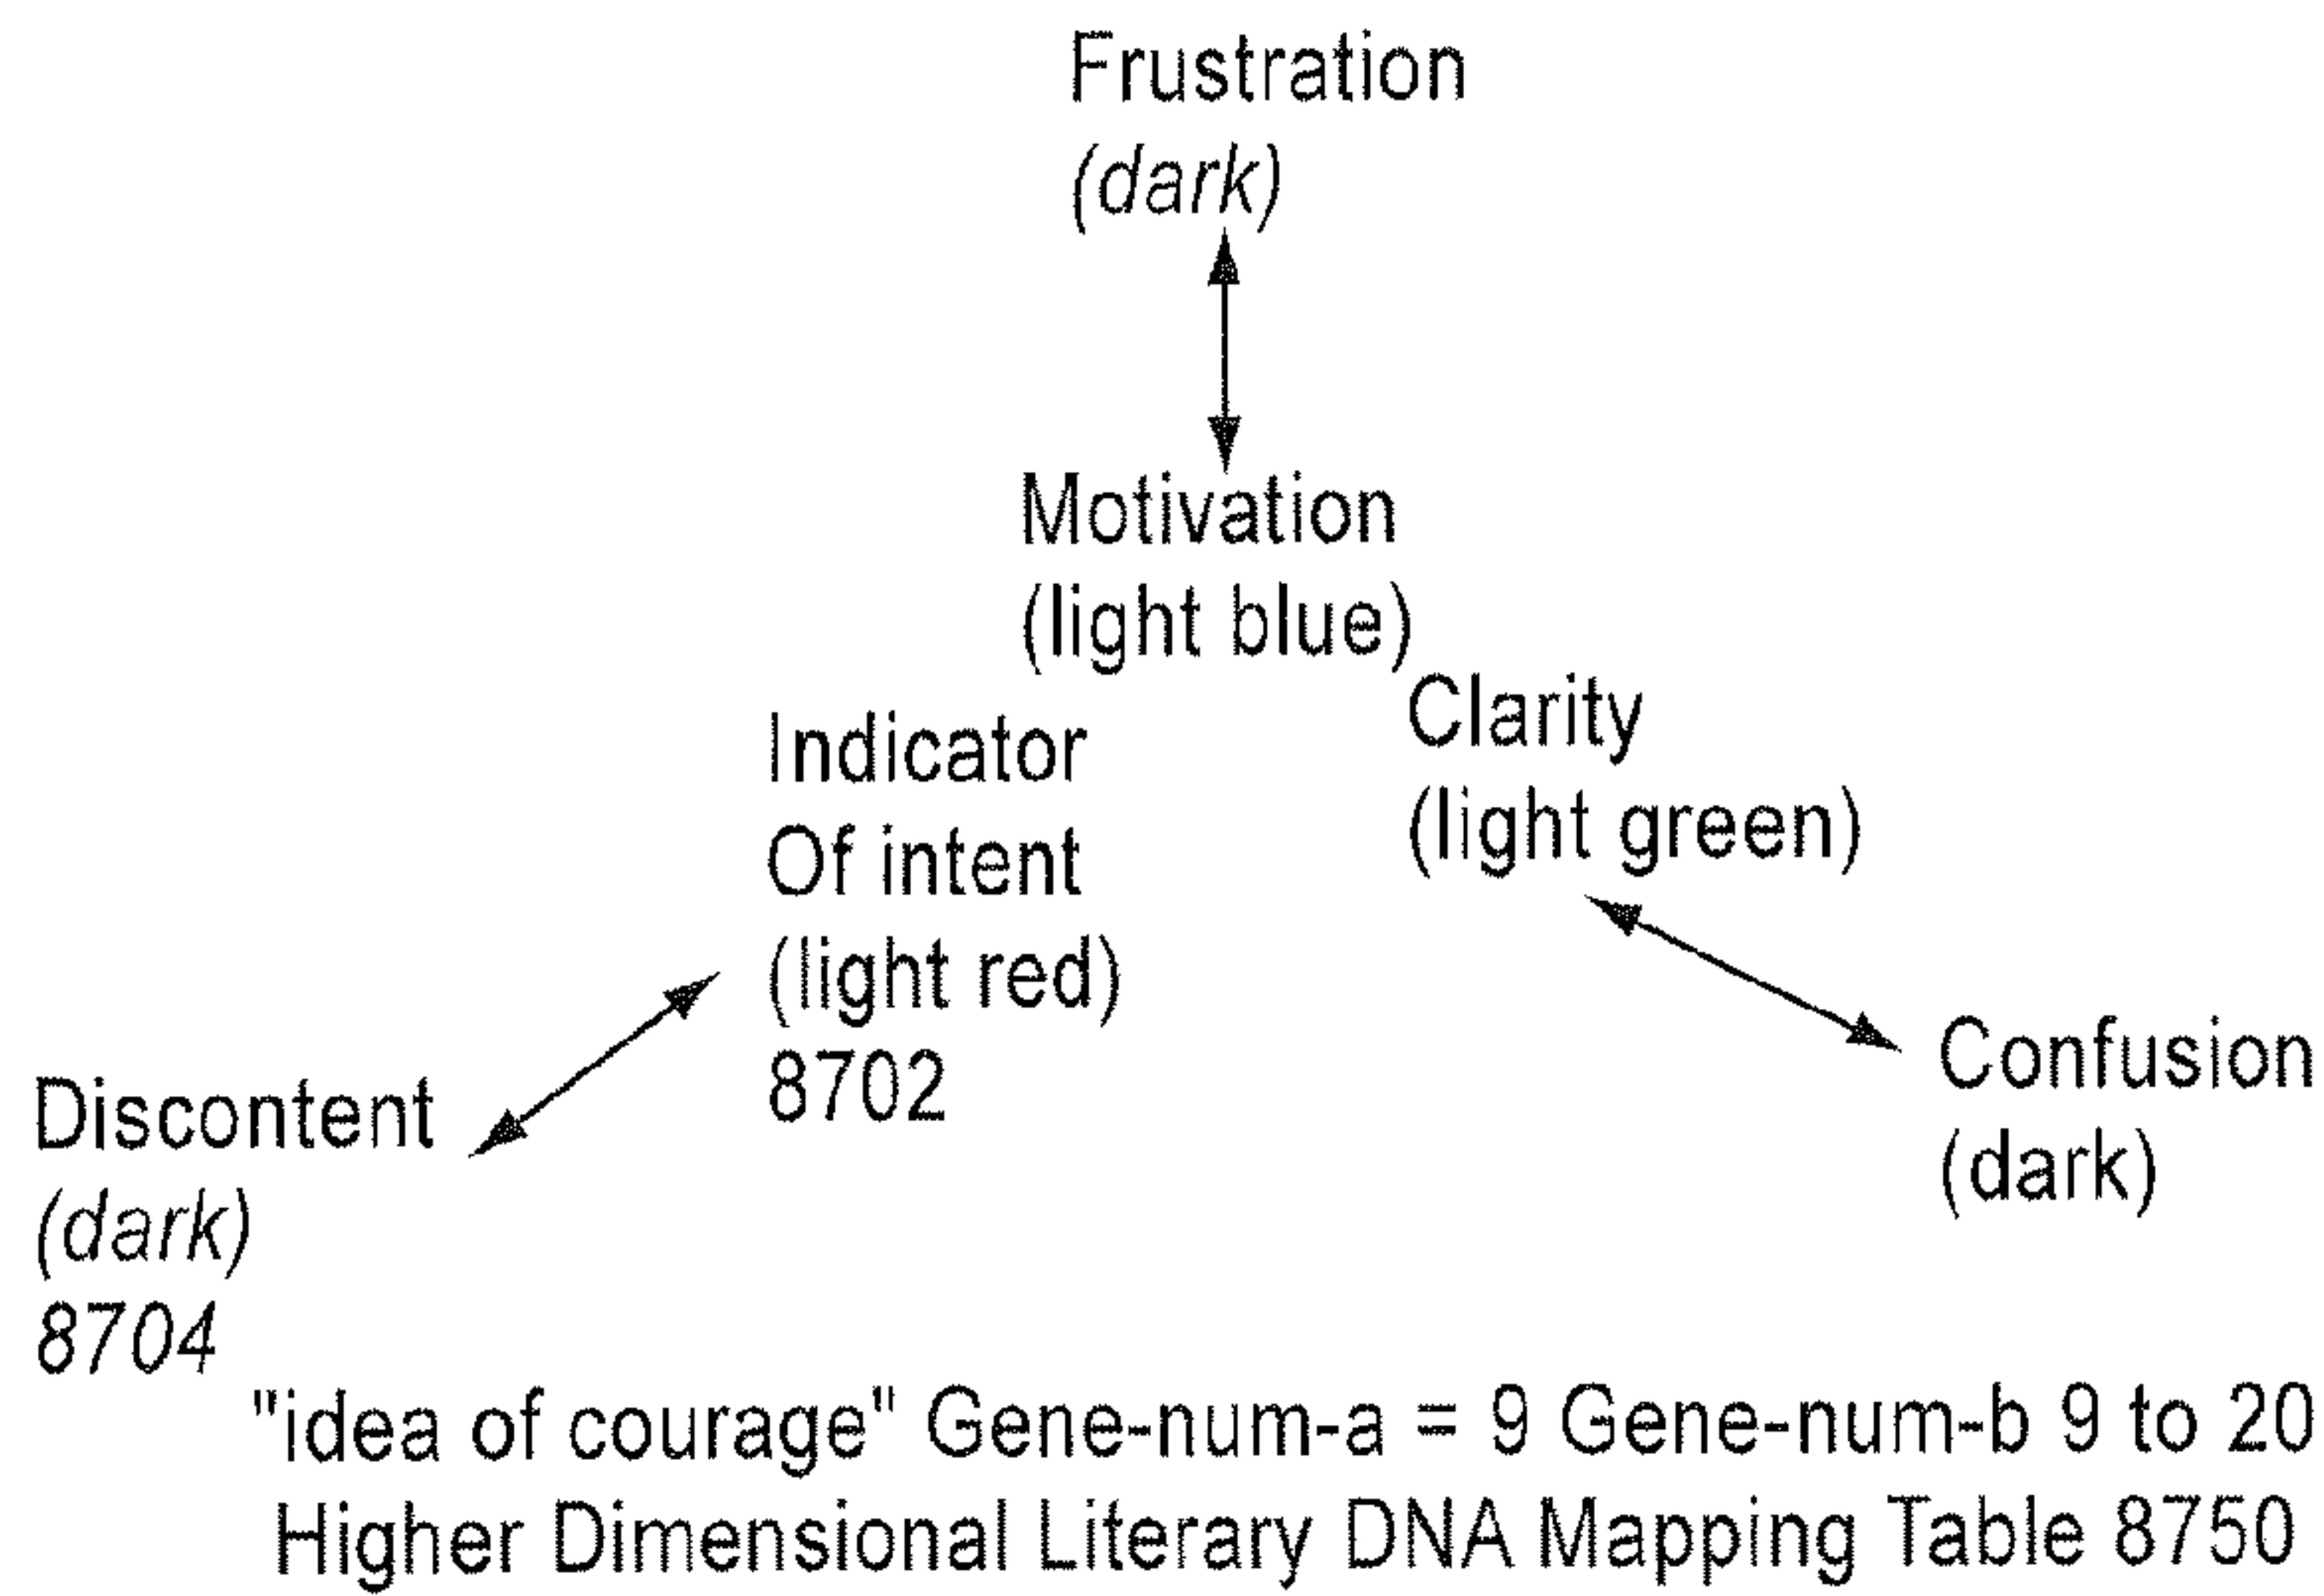 Frustration
(dark)
Motivation
(light blue)
Indicator
Of intent
(light red)
8702
Clarity
(light green)
Discontent
(dark)
8704
Confusion
(dark)
"idea of courage" Gene-num-a = 9 Gene-num-b 9 to 20
Higher Dimensional Literary DNA Mapping Table 8750